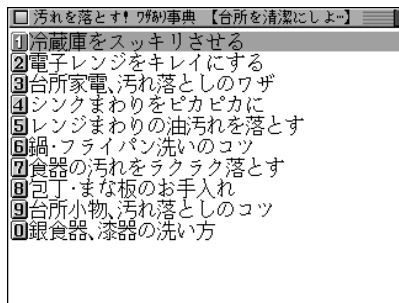 汚れを落とす! ワザあり事典 【台所を清潔にしよ…】
1冷蔵庫をスッキリさせる
2電子レンジをキレイにする
3台所家電、汚れ落としのワザ
4シンクまわりをピカピカに
5レンジまわりの油汚れを落とす
6鍋・フライパン洗いのコツ
7食器の汚れをラクラク落とす
8包丁・まな板のお手入れ
9台所小物、汚れ落としのコツ
0銀食器、漆器の洗い方